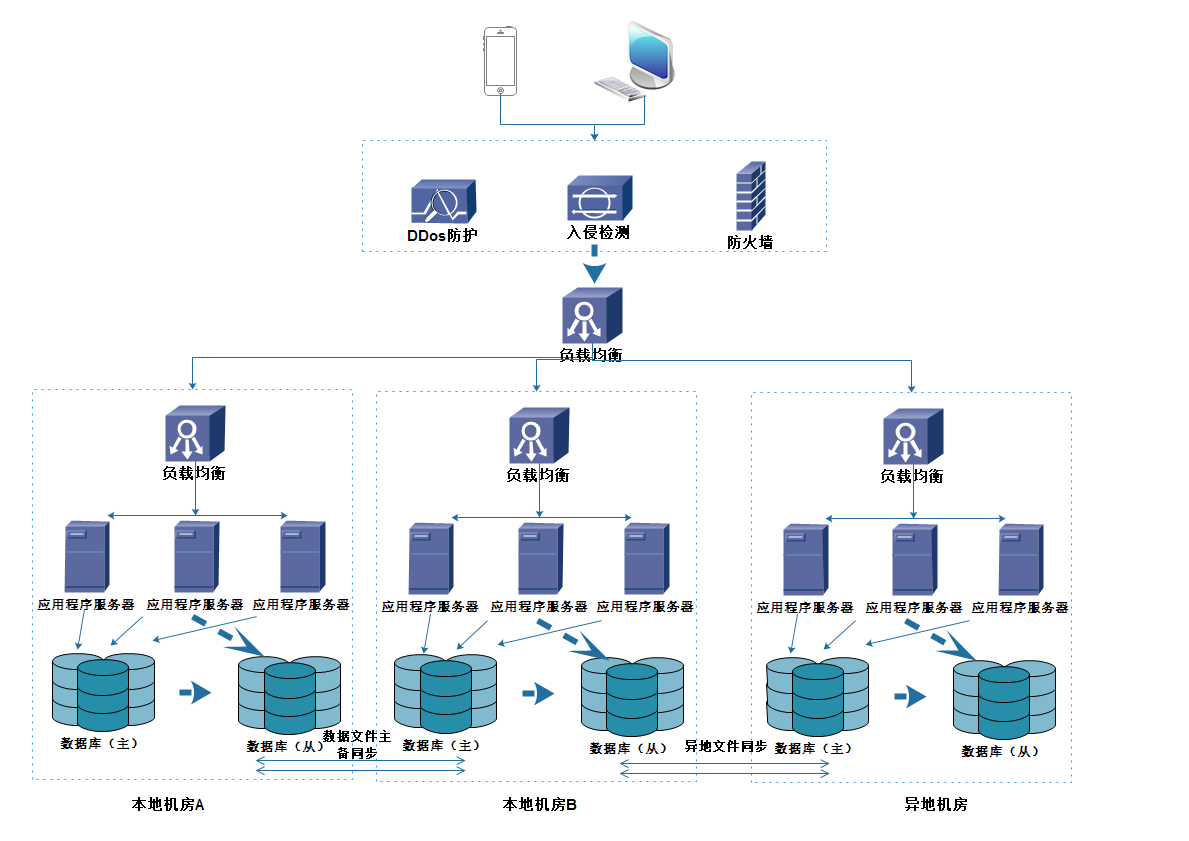 DDos防护
入侵检测
防火墙
负载均衡
负载均衡
负载均衡
负载均衡
应用程序服务器
应用程序服务器
应用程序服务器
应用程序服务器
应用程序服务器
应用程序服务器
应用程序服务器
应用程序服务器
应用程序服务器
数据库（主）
数据库（从）
数据文件主
备同步
数据库（主）
数据库（从）
异地文件同步
数据库（主）
数据库（从）
本地机房A
本地机房B
异地机房